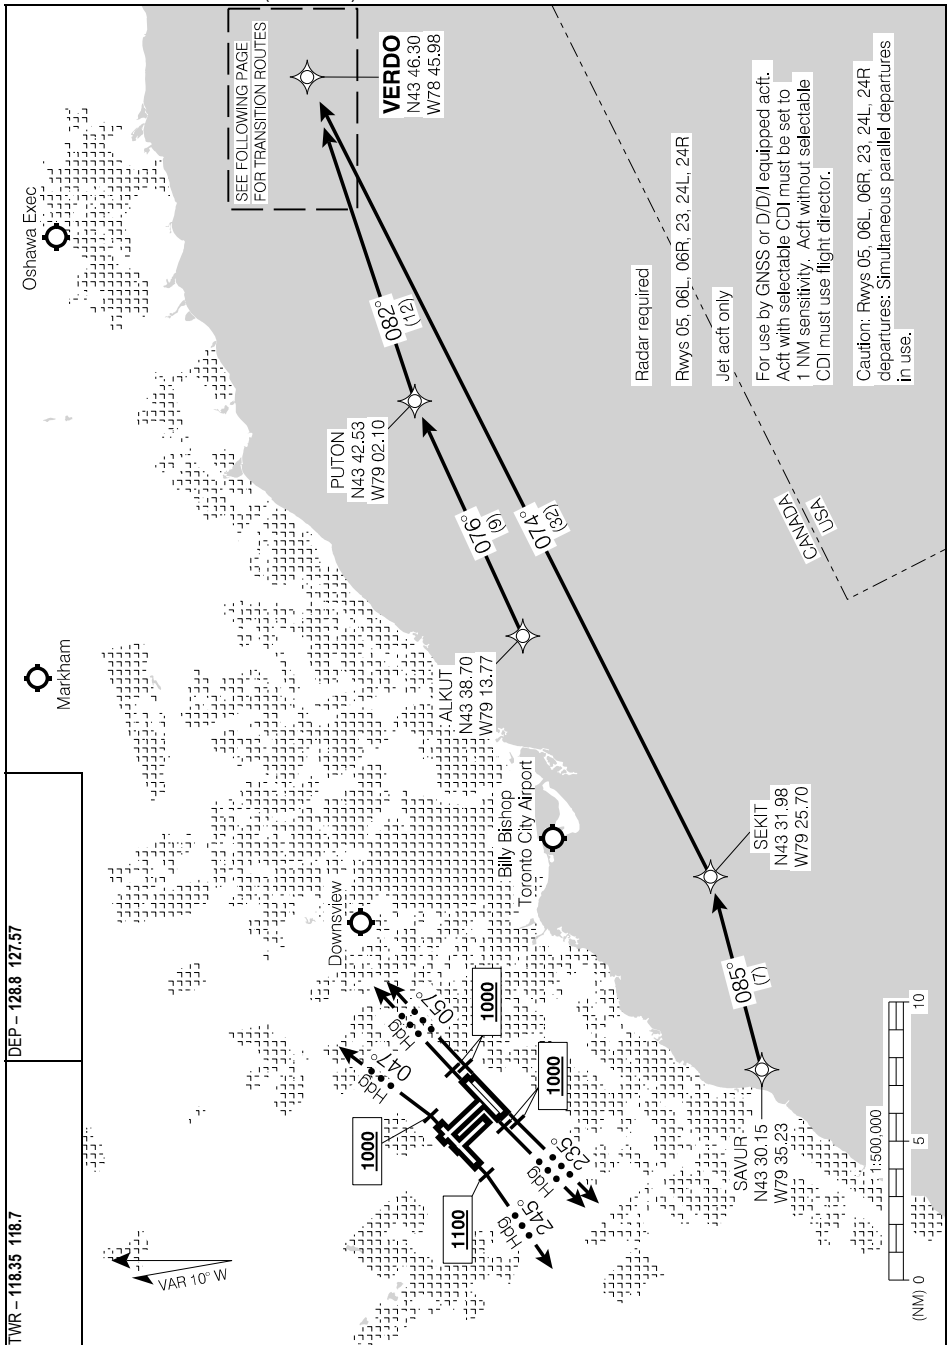 TWR – 118.35 118.7
DEP – 128.8 127.57
VAR 10° W
Markham
Oshawa Exec
Downsview
Billy Bishop
Toronto City Airport
SEE FOLLOWING PAGE
FOR TRANSITION ROUTES
VERDO
N43 46.30
W78 45.98
082°
(12)
PUTON
N43 42.53
W79 02.10
076°
(9)
074°
(32)
ALKUT
N43 38.70
W79 13.77
SEKIT
N43 31.98
W79 25.70
085°
(7)
SAVUR
N43 30.15
W79 35.23
1000
Hdg
047°
Hdg
057°
1000
1100
Hdg
245°
Hdg
235°
1000
CANADA
USA
Radar required
Rwys 05, 06L, 06R, 23, 24L, 24R
Jet acft only
For use by GNSS or D/D/I equipped acft.
Acft with selectable CDI must be set to
1 NM sensitivity. Acft without selectable
CDI must use flight director.
Caution: Rwys 05, 06L, 06R, 23, 24L, 24R
departures: Simultaneous parallel departures
in use.
1:500,000
(NM) 0
5
10